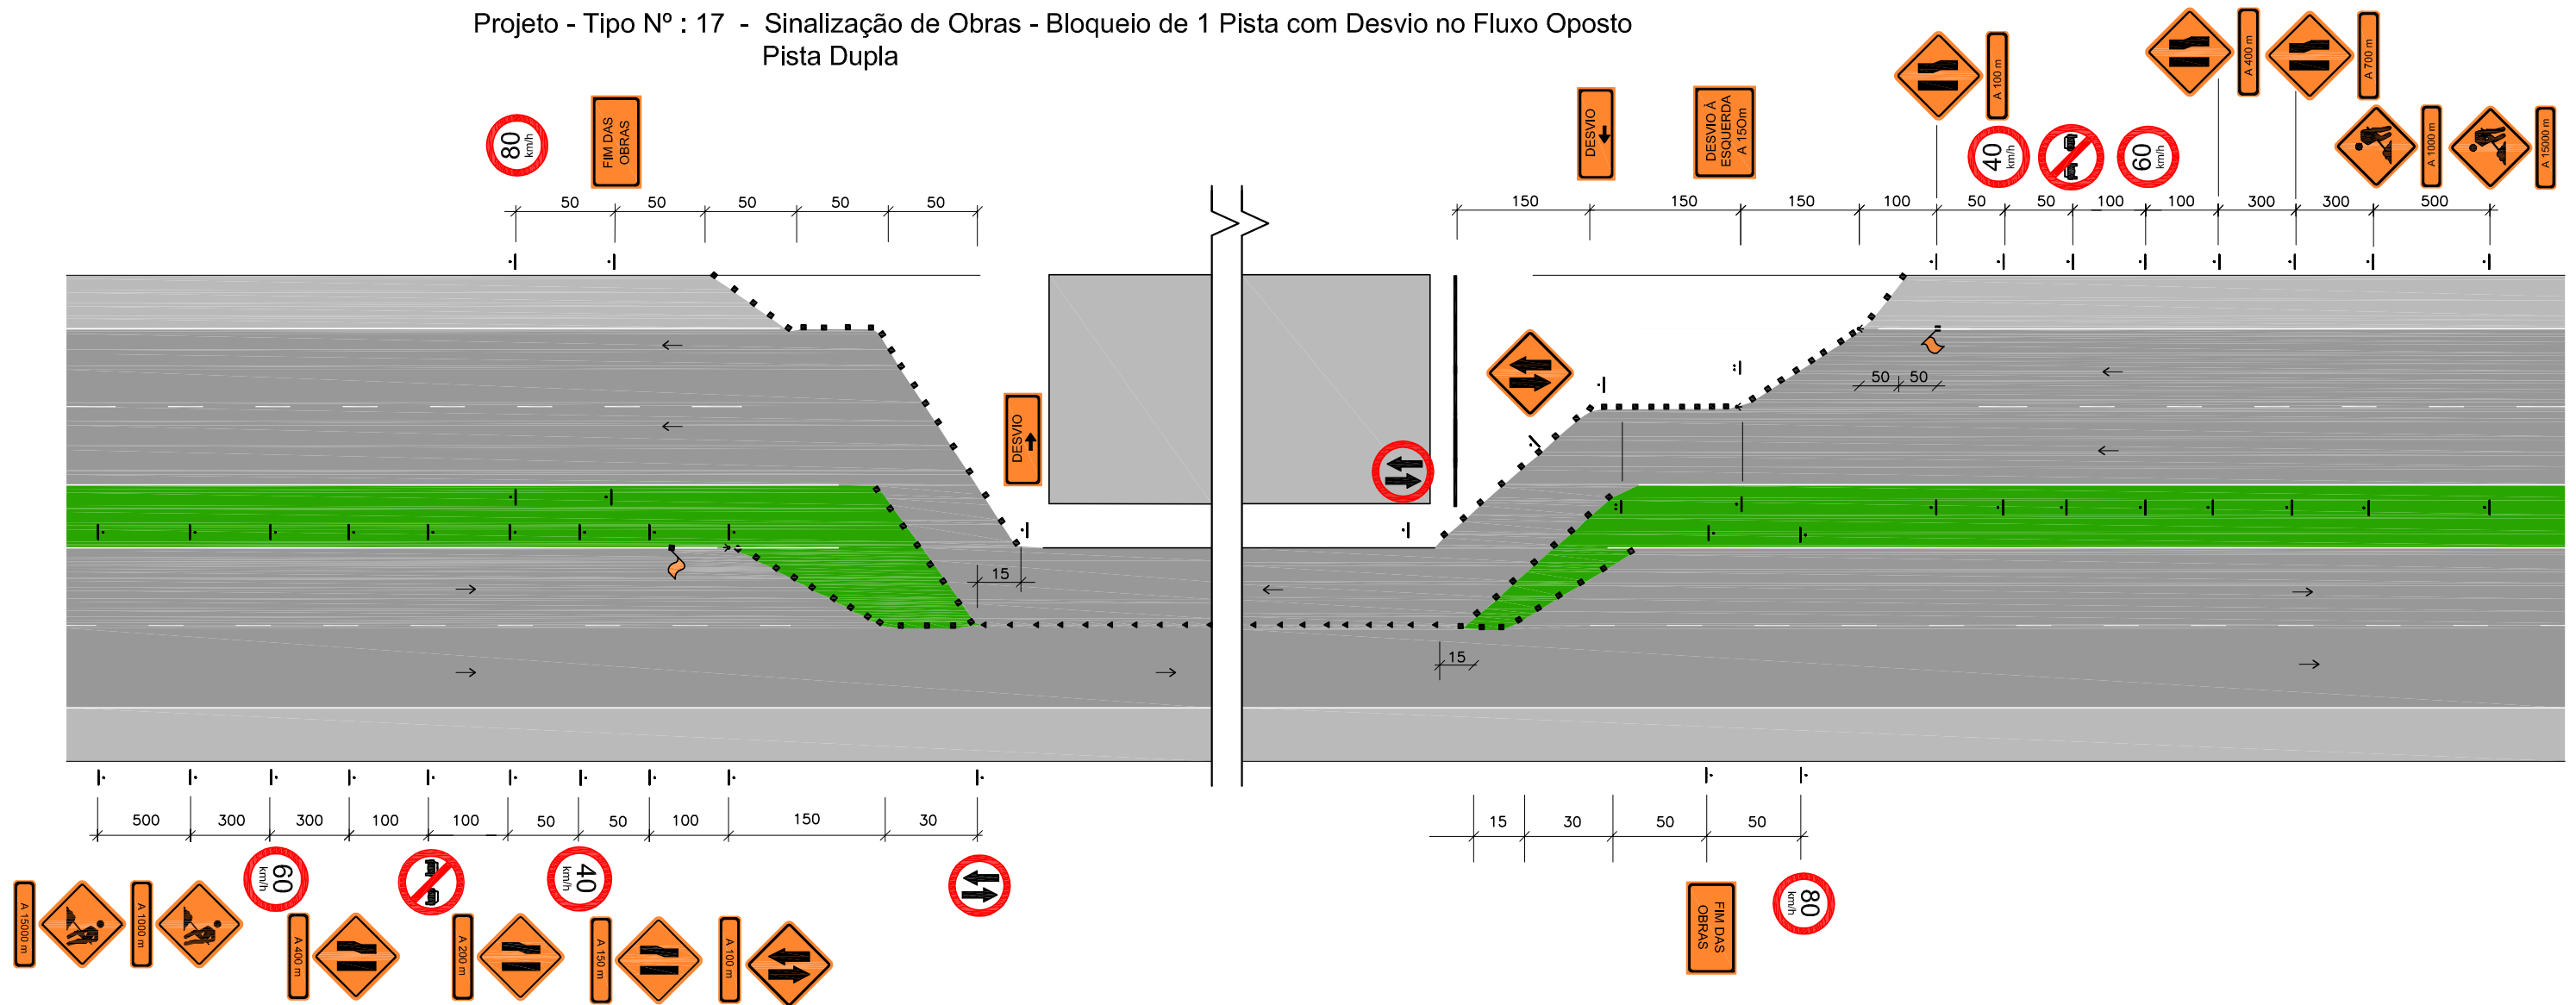 Projeto - Tipo Nº : 17 - Sinalização de Obras - Bloqueio de 1 Pista com Desvio no Fluxo Oposto
Pista Dupla
80
km/h
FIM DAS
OBRAS
DESVIO
DESVIO À
ESQUERDA
A 150m
A 100 m
40
km/h
60
km/h
A 400 m
A 700 m
A 1000 m
A 15000 m
50
50
50
50
50
150
150
150
100
50
50
100
100
300
300
500
50
50
DESVIO
15
15
500
300
300
100
100
50
50
100
150
30
15
30
50
50
A 15000 m
A 1000 m
60
km/h
A 400 m
A 200 m
40
km/h
A 150 m
A 100 m
FIM DAS
OBRAS
80
km/h